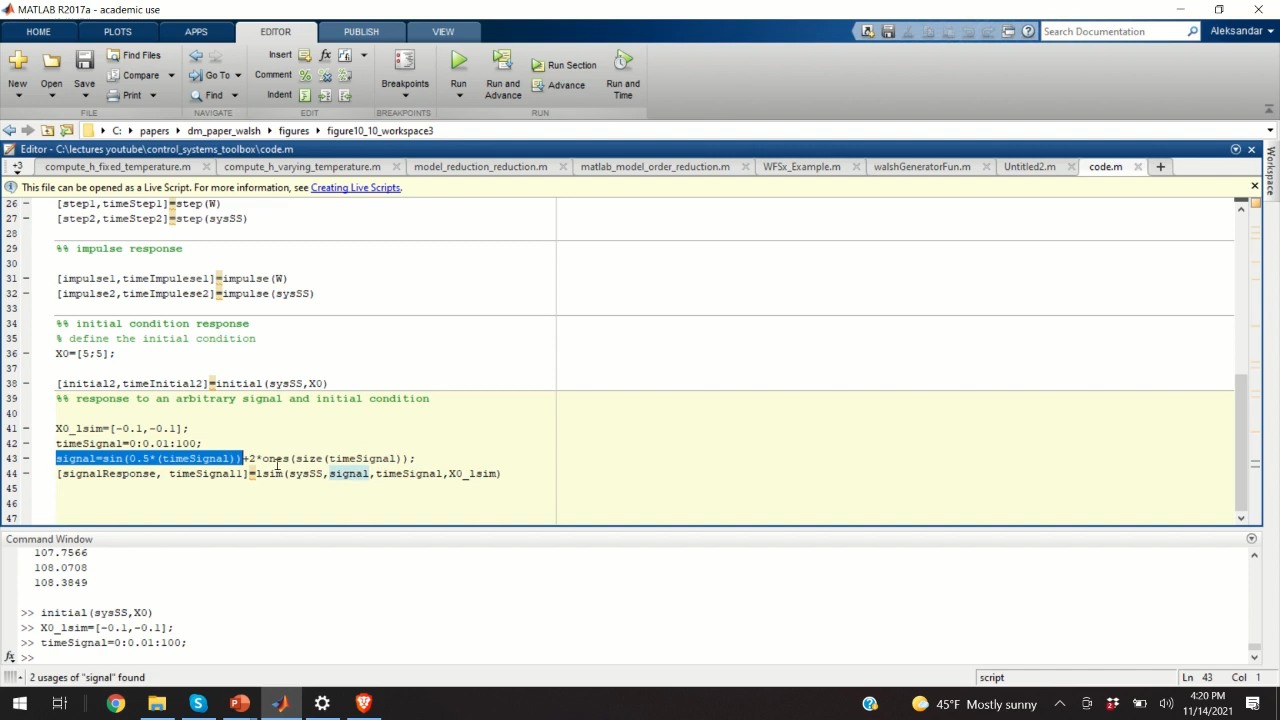 MATLAB R2017a - academic use
HOME PLOTS APPS EDITOR PUBLISH VIEW Search Documentation Aleksandar
New Open Save Find Files Compare Print Go To Find Insert Comment Indent fx Breakpoints Run Run and Advance Run Section Advance Run and Time
FILE NAVIGATE EDIT BREAKPOINTS RUN
C: papers dm_paper_walsh figures figure10_10_workspace3
Editor - C:\lectures youtube\control_systems_toolbox\code.m
+3 compute_h_fixed_temperature.m compute_h_varying_temperature.m model_reduction_reduction.m matlab_model_order_reduction.m WFSx_Example.m walshGeneratorFun.m Untitled2.m code.m
This file can be opened as a Live Script. For more information, see Creating Live Scripts.
Workspace
26 – [step1,timeStep1]=step(W)
27 – [step2,timeStep2]=step(sysSS)
28
29 %% impulse response
30
31 – [impulse1,timeImpulese1]=impulse(W)
32 – [impulse2,timeImpulese2]=impulse(sysSS)
33
34 %% initial condition response
35 % define the initial condition
36 – X0=[5;5];
37
38 – [initial2,timeInitial2]=initial(sysSS,X0)
39 %% response to an arbitrary signal and initial condition
40
41 – X0_lsim=[-0.1,-0.1];
42 – timeSignal=0:0.01:100;
43 – signal=sin(0.5*(timeSignal))+2*ones(size(timeSignal));
44 – [signalResponse, timeSignal1]=lsim(sysSS,signal,timeSignal,X0_lsim)
45
46
47
Command Window
107.7566
108.0708
108.3849
>> initial(sysSS,X0)
>> X0_lsim=[-0.1,-0.1];
>> timeSignal=0:0.01:100;
fx >>
2 usages of "signal" found script Ln 43 Col 1
45°F Mostly sunny 4:20 PM
11/14/2021